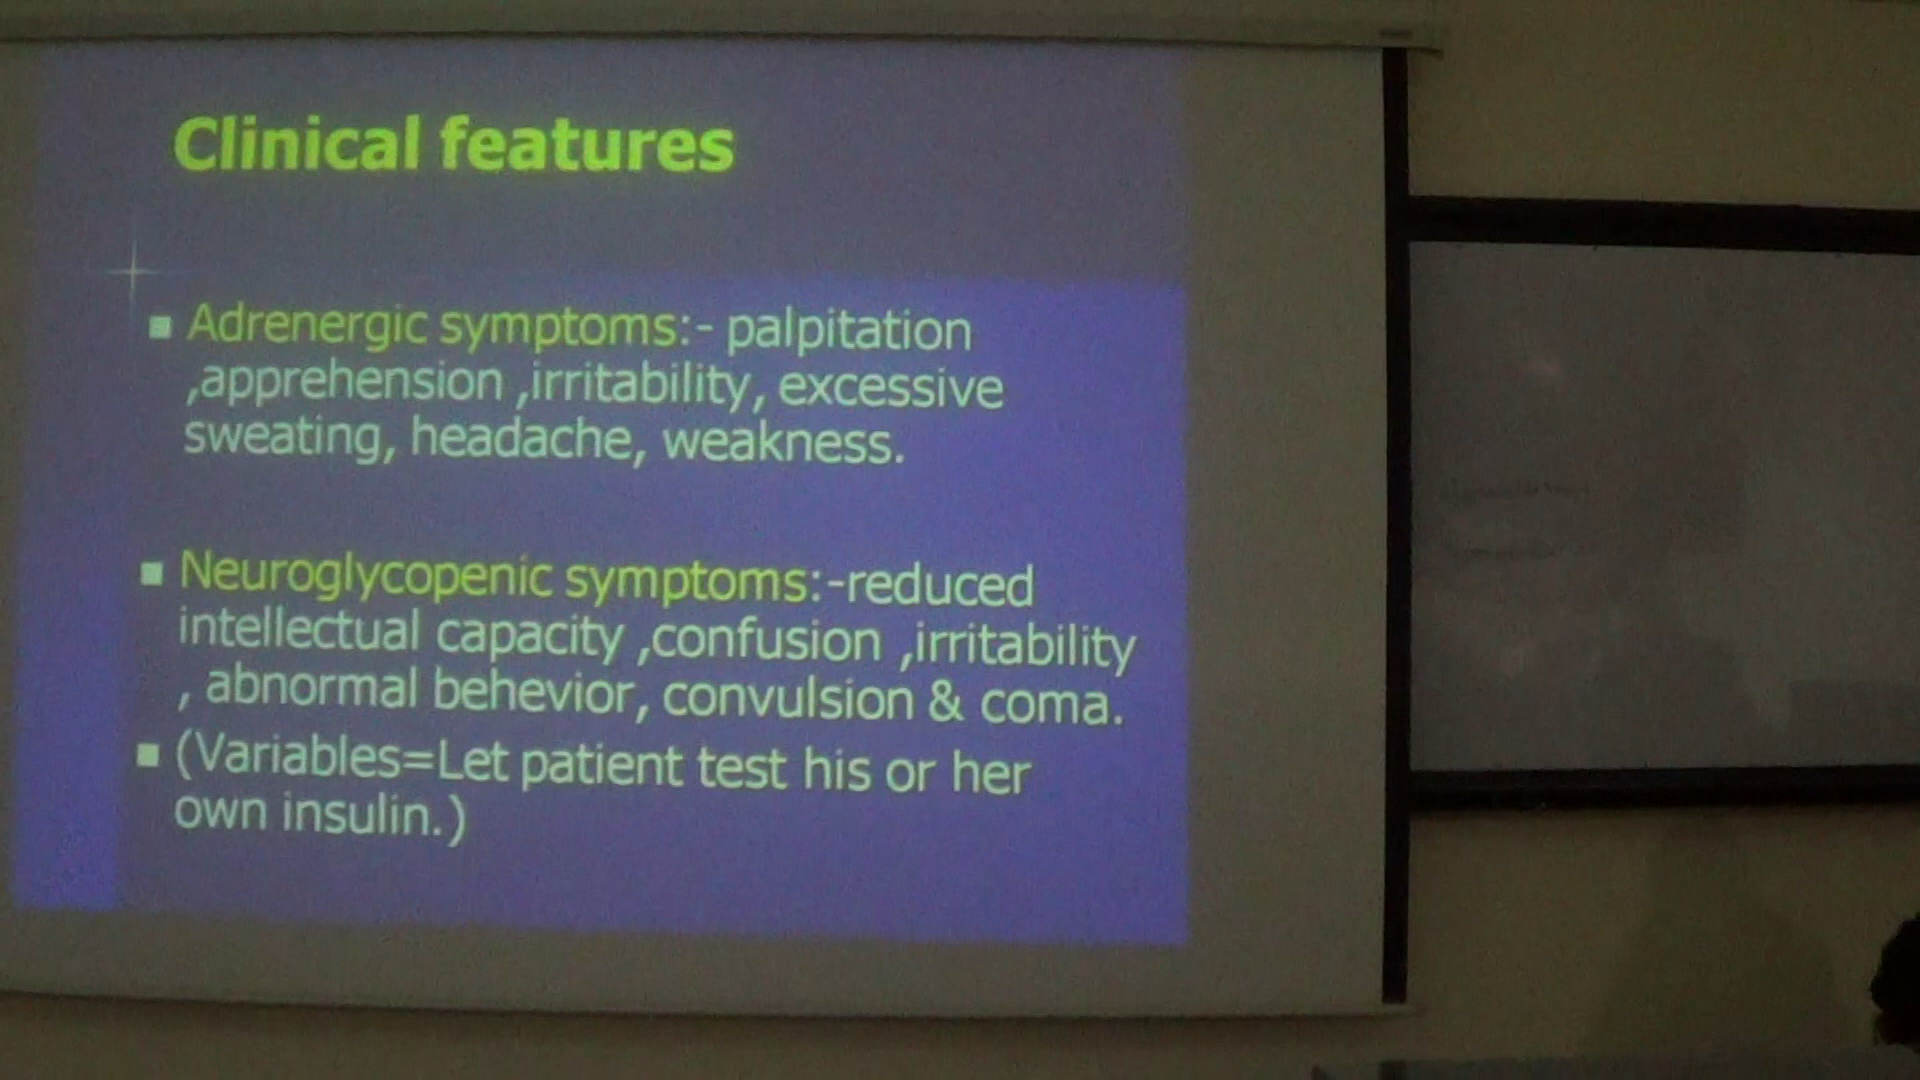 Clinical features
Adrenergic symptoms:- palpitation
,apprehension ,irritability, excessive
sweating, headache, weakness.
Neuroglycopenic symptoms:-reduced
intellectual capacity ,confusion ,irritability
, abnormal behevior, convulsion & coma.
(Variables=Let patient test his or her
own insulin.)